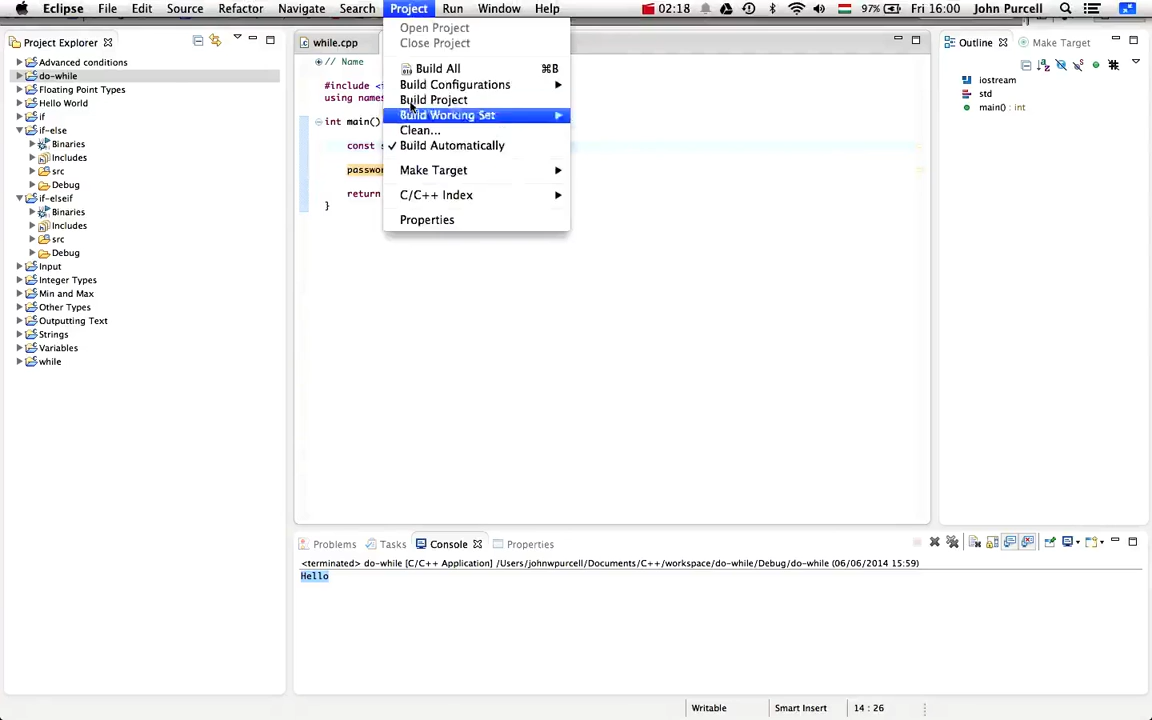 Eclipse File Edit Source Refactor Navigate Search Project Run Window Help 02:18 97% Fri 16:00 John Purcell
Project Explorer
Advanced conditions
do-while
Floating Point Types
Hello World
if
if-else
Binaries
Includes
src
Debug
if-elseif
Binaries
Includes
src
Debug
Input
Integer Types
Min and Max
Other Types
Outputting Text
Strings
Variables
while
while.cpp
// Name
#include <
using names
int main()
const s
passwor
return
}
Open Project
Close Project
Build All ⌘B
Build Configurations
Build Project
Build Working Set
Clean...
✓ Build Automatically
Make Target
C/C++ Index
Properties
Outline Make Target
iostream
std
main() : int
Problems Tasks Console Properties
<terminated> do-while [C/C++ Application] /Users/johnwpurcell/Documents/C++/workspace/do-while/Debug/do-while (06/06/2014 15:59)
Hello
Writable Smart Insert 14 : 26